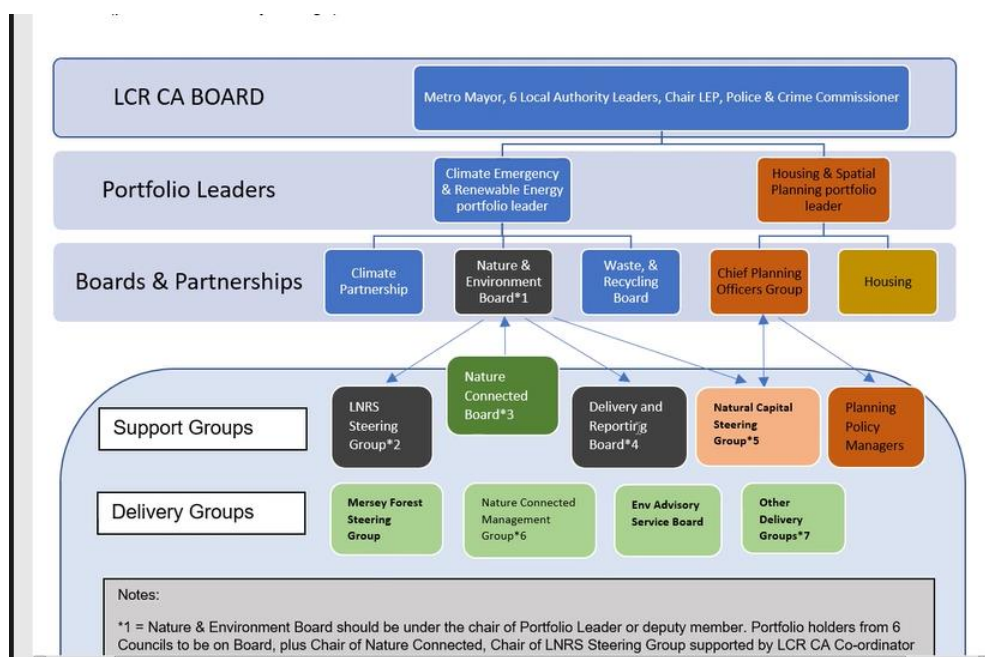 LCR CA BOARD
Metro Mayor, 6 Local Authority Leaders, Chair LEP, Police & Crime Commissioner
Portfolio Leaders
Climate Emergency
& Renewable Energy
portfolio leader
Housing & Spatial
Planning portfolio
leader
Boards & Partnerships
Climate
Partnership
Nature &
Environment
Board*1
Waste, &
Recycling
Board
Chief Planning
Officers Group
Housing
Support Groups
LNRS
Steering
Group*2
Nature
Connected
Board*3
Delivery and
Reporting
Board*4
Natural Capital
Steering
Group*5
Planning
Policy
Managers
Delivery Groups
Mersey Forest
Steering
Group
Nature Connected
Management
Group*6
Env Advisory
Service Board
Other
Delivery
Groups*7
Notes:
*1 = Nature & Environment Board should be under the chair of Portfolio Leader or deputy member. Portfolio holders from 6
Councils to be on Board, plus Chair of Nature Connected, Chair of LNRS Steering Group supported by LCR CA Co-ordinator